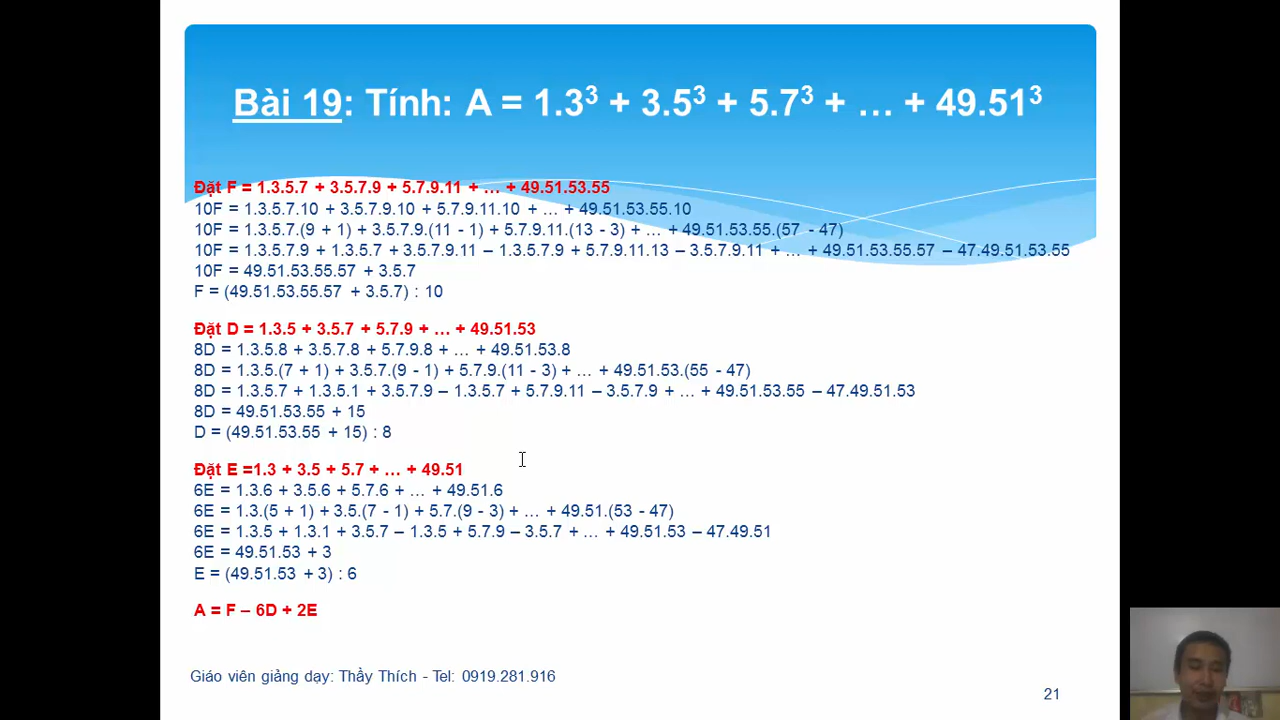 Bài 19: Tính: A = 1.3³ + 3.5³ + 5.7³ + … + 49.51³
Đặt F = 1.3.5.7 + 3.5.7.9 + 5.7.9.11 + … + 49.51.53.55
10F = 1.3.5.7.10 + 3.5.7.9.10 + 5.7.9.11.10 + … + 49.51.53.55.10
10F = 1.3.5.7.(9 + 1) + 3.5.7.9.(11 - 1) + 5.7.9.11.(13 - 3) + … + 49.51.53.55.(57 - 47)
10F = 1.3.5.7.9 + 1.3.5.7 + 3.5.7.9.11 – 1.3.5.7.9 + 5.7.9.11.13 – 3.5.7.9.11 + … + 49.51.53.55.57 – 47.49.51.53.55
10F = 49.51.53.55.57 + 3.5.7
F = (49.51.53.55.57 + 3.5.7) : 10
Đặt D = 1.3.5 + 3.5.7 + 5.7.9 + … + 49.51.53
8D = 1.3.5.8 + 3.5.7.8 + 5.7.9.8 + … + 49.51.53.8
8D = 1.3.5.(7 + 1) + 3.5.7.(9 - 1) + 5.7.9.(11 - 3) + … + 49.51.53.(55 - 47)
8D = 1.3.5.7 + 1.3.5.1 + 3.5.7.9 – 1.3.5.7 + 5.7.9.11 – 3.5.7.9 + … + 49.51.53.55 – 47.49.51.53
8D = 49.51.53.55 + 15
D = (49.51.53.55 + 15) : 8
Đặt E =1.3 + 3.5 + 5.7 + … + 49.51
6E = 1.3.6 + 3.5.6 + 5.7.6 + … + 49.51.6
6E = 1.3.(5 + 1) + 3.5.(7 - 1) + 5.7.(9 - 3) + … + 49.51.(53 - 47)
6E = 1.3.5 + 1.3.1 + 3.5.7 – 1.3.5 + 5.7.9 – 3.5.7 + … + 49.51.53 – 47.49.51
6E = 49.51.53 + 3
E = (49.51.53 + 3) : 6
A = F – 6D + 2E
Giáo viên giảng dạy: Thầy Thích - Tel: 0919.281.916
21